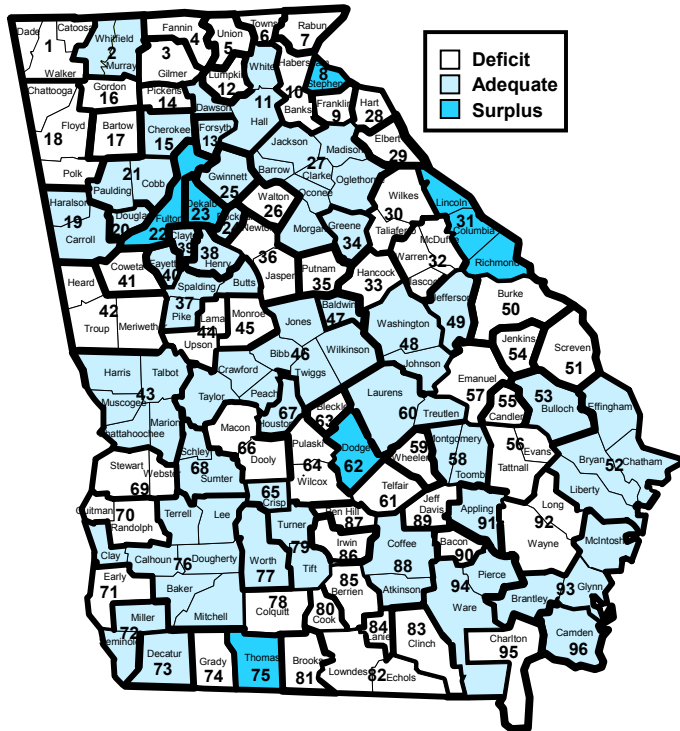 Deficit
Adequate
Surplus
Dade
Catoosa
1
Walker
Whitfield
2
Murray
Fannin
4
3
Gilmer
Union
5
Towns
6
Rabun
7
Chattooga
Gordon
16
Pickens
14
Lumpkin
12
White
Habersham
8
Stephens
Floyd
18
Bartow
17
Cherokee
15
Dawson
Forsyth
13
11
Hall
10
Banks
Franklin
9
Hart
28
Polk
21
Paulding
Cobb
Jackson
Madison
27
Elbert
29
Haralson
19
Carroll
Douglas
20
Fulton
22
Dekalb
23
Gwinnett
25
Barrow
Clarke
Oconee
Oglethorp
Wilkes
30
Lincoln
31
Columbia
Richmond
Clayton
39
24
Walton
26
Newton
Morgan
Greene
34
Taliaferro
McDuffie
Warren
32
Heard
Coweta
41
Fayette
40
38
Henry
36
Jasper
Putnam
35
Hancock
33
42
Troup
Meriwether
Spalding
37
Pike
Butts
Lamar
44
Upson
Monroe
45
Jones
Baldwin
47
Washington
48
Johnson
Jefferson
49
Burke
50
Harris
Talbot
43
Muscogee
Marion
Chattahoochee
Taylor
Crawford
Bibb
46
Peach
Twiggs
Wilkinson
Jenkins
54
Screven
51
Stewart
69
Webster
Schley
68
Sumter
Macon
66
Dooly
67
Houston
Bleckley
63
Laurens
60
Treutlen
Emanuel
57
55
Candler
53
Bulloch
Effingham
Quitman
70
Randolph
Terrell
Lee
65
Crisp
Pulaski
64
Wilcox
Dodge
62
59
Wheeler
Montgomery
58
Toombs
56
Evans
Tattnall
Bryan
52
Chatham
Liberty
Clay
Calhoun
76
Dougherty
Turner
79
Ben Hill
87
Telfair
61
Jeff
Davis
89
Appling
91
Long
92
Wayne
Early
71
Baker
Mitchell
Worth
77
Tift
Irwin
86
Coffee
88
Bacon
90
Pierce
McIntosh
Miller
72
Seminole
Decatur
73
Grady
74
Colquitt
78
Thomas
75
85
Berrien
80
Cook
84
Lanier
Atkinson
83
Clinch
94
Ware
93
Brantley
Glynn
Brooks
81
Lowndes
82
Echols
Charlton
95
Camden
96